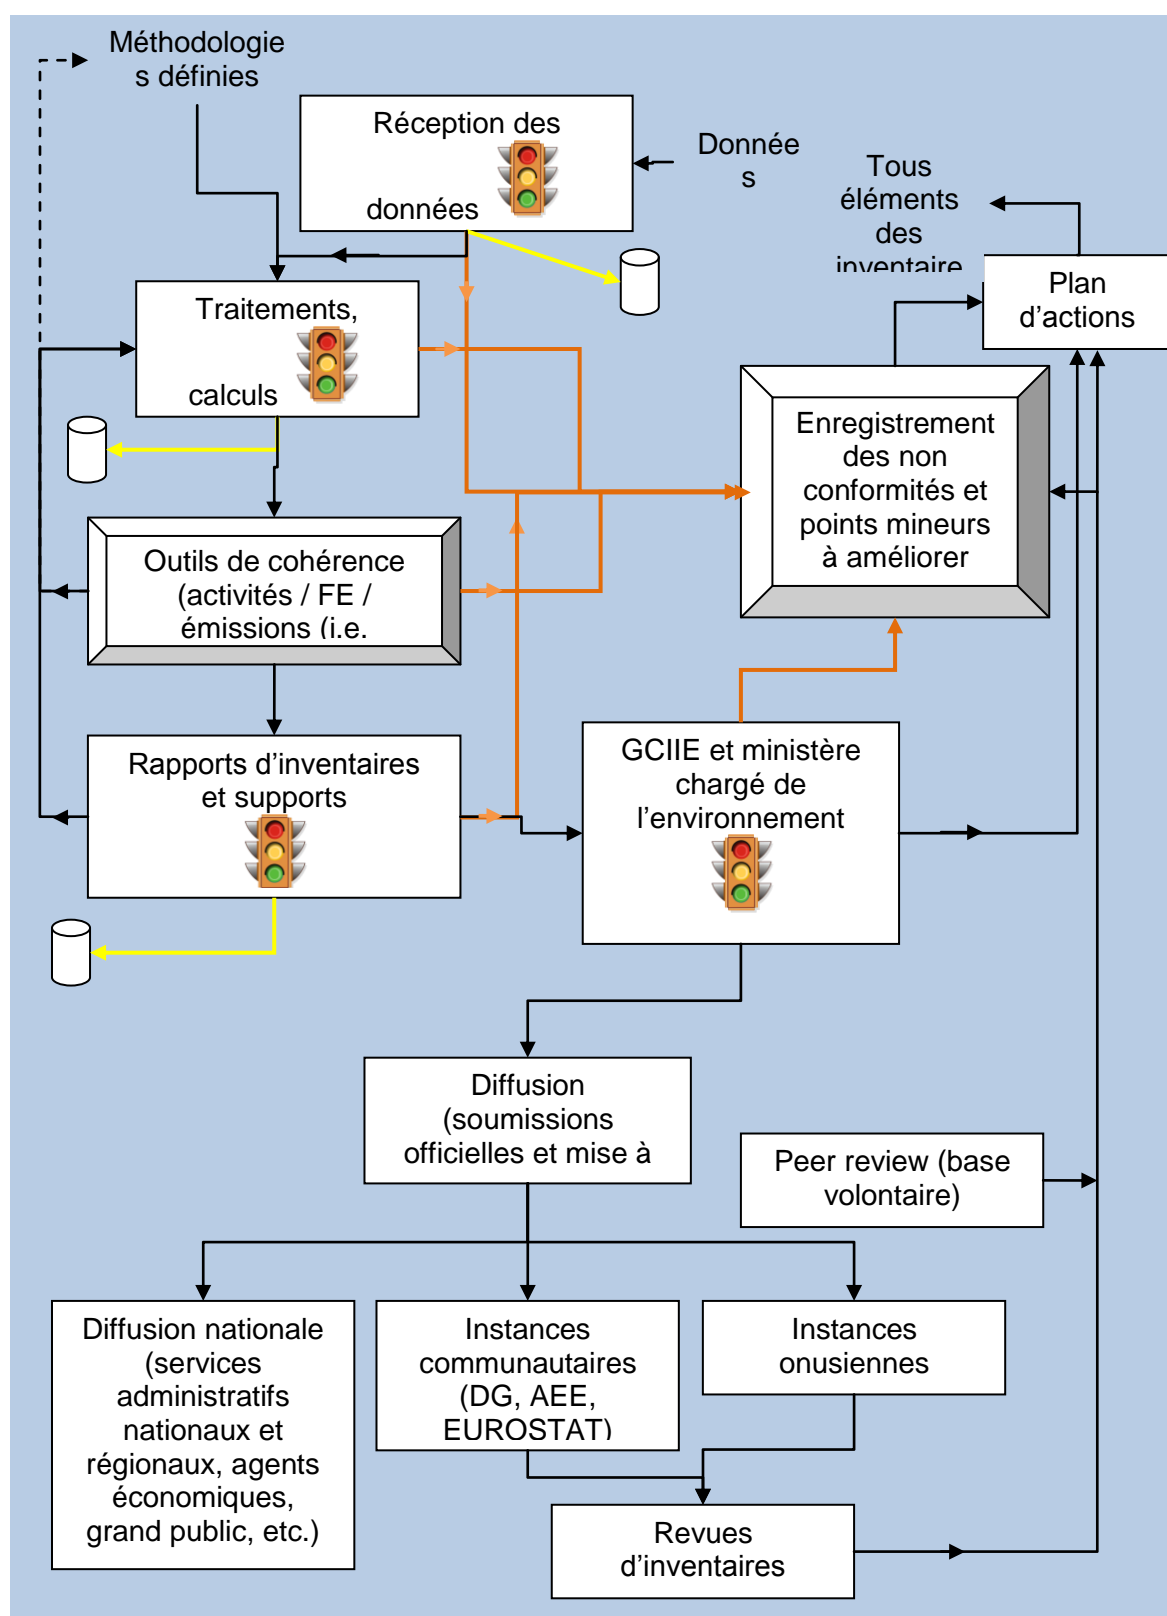 Méthodologie
s définies
Réception des
données
Donnée
s
Tous
éléments
des
inventaire
Plan
d’actions
Traitements,
calculs
Enregistrement
des non
conformités et
points mineurs
à améliorer
Outils de cohérence
(activités / FE /
émissions (i.e.
Rapports d’inventaires
et supports
GCIIE et ministère
chargé de
l’environnement
Diffusion
(soumissions
officielles et mise à
Peer review (base
volontaire)
Diffusion nationale
(services
administratifs
nationaux et
régionaux, agents
économiques,
grand public, etc.)
Instances
communautaires
(DG, AEE,
EUROSTAT)
Instances
onusiennes
Revues
d’inventaires